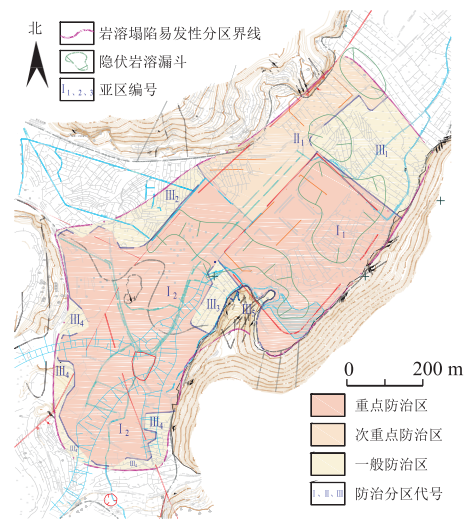 北
岩溶塌陷易发性分区界线
隐伏岩溶漏斗
Ⅰ1、2、3 亚区编号
Ⅱ1
Ⅲ1
Ⅲ2
Ⅰ1
Ⅰ2
Ⅲ3
Ⅲ4
Ⅲ4
Ⅰ2
Ⅲ4
0 200 m
重点防治区
次重点防治区
一般防治区
Ⅰ、Ⅱ、Ⅲ 防治分区代号